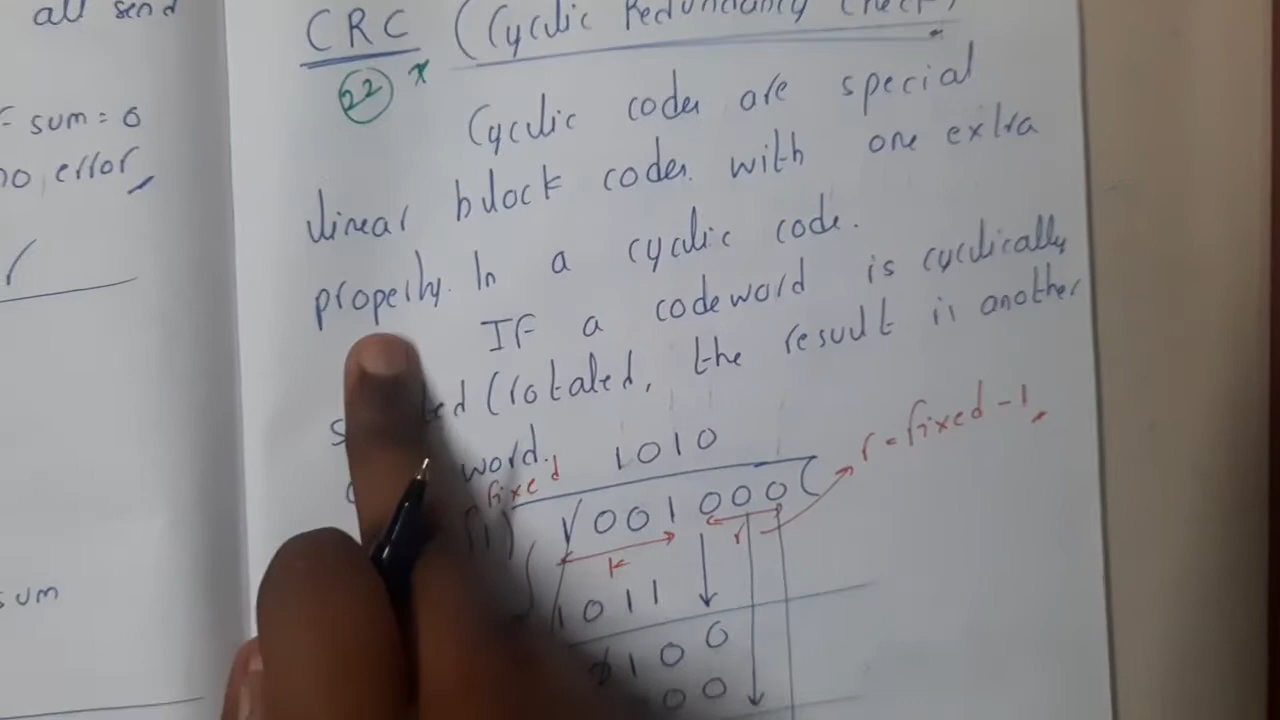 all send
sum = 0
no error
sum
CRC (Cyclic Redundancy Check)
22 x
Cyclic codes are special
linear block codes. with one extra
property. In a cyclic code.
IF a codeword is cyclically
(rotated, the result is another
word. 1010
fixed
1001000(
r = fixed - 1
k
r
1011
0100
00